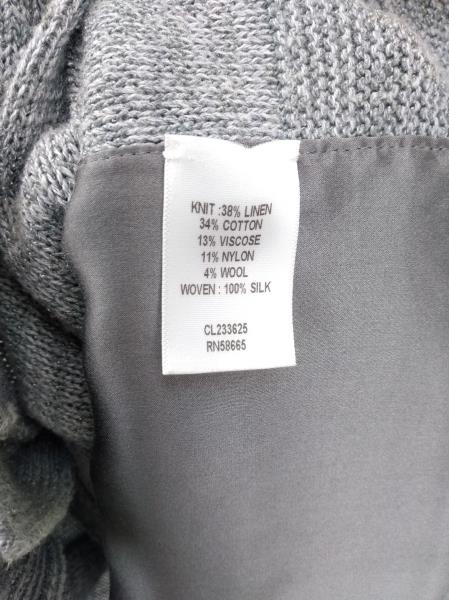 KNIT :38% LINEN
34% COTTON
13% VISCOSE
11% NYLON
4% WOOL
WOVEN : 100% SILK
CL233625
RN58665